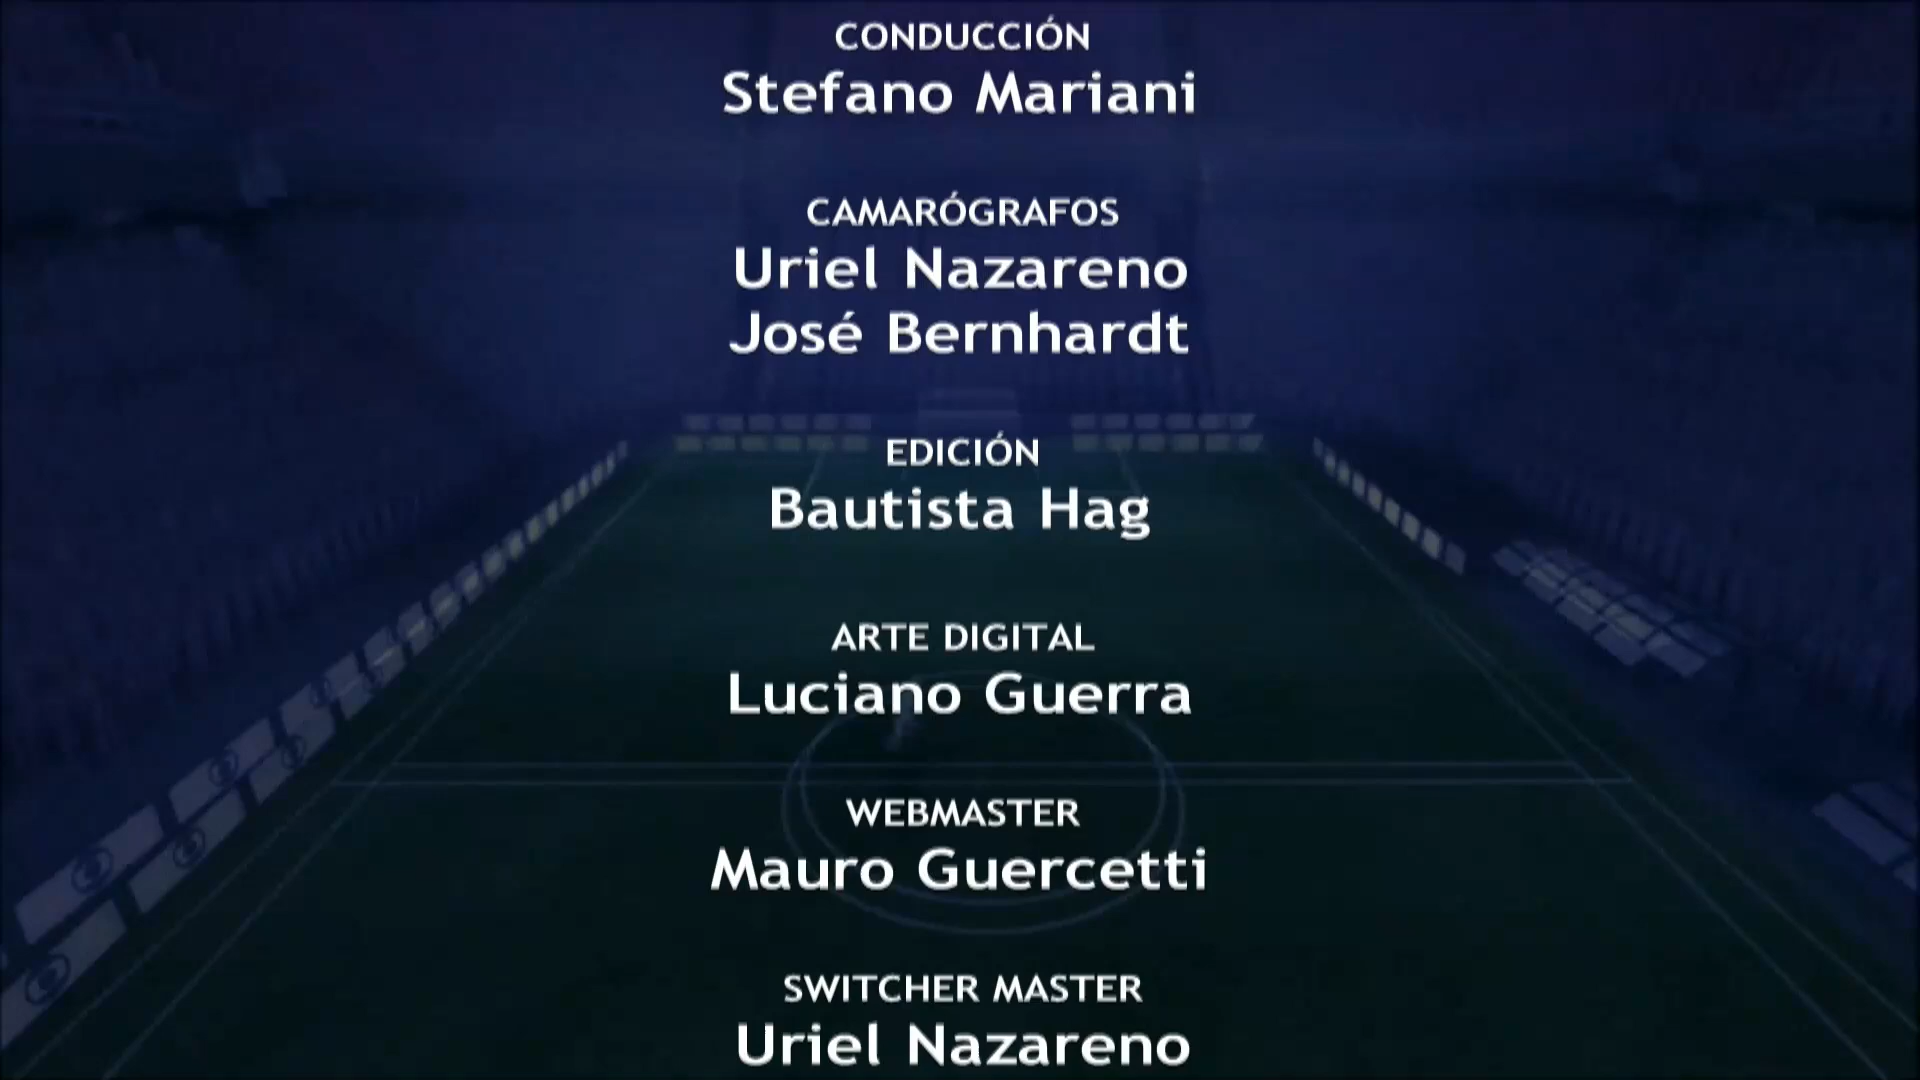 CONDUCCIÓN
Stefano Mariani
CAMARÓGRAFOS
Uriel Nazareno
José Bernhardt
EDICIÓN
Bautista Hag
ARTE DIGITAL
Luciano Guerra
WEBMASTER
Mauro Guercetti
SWITCHER MASTER
Uriel Nazareno